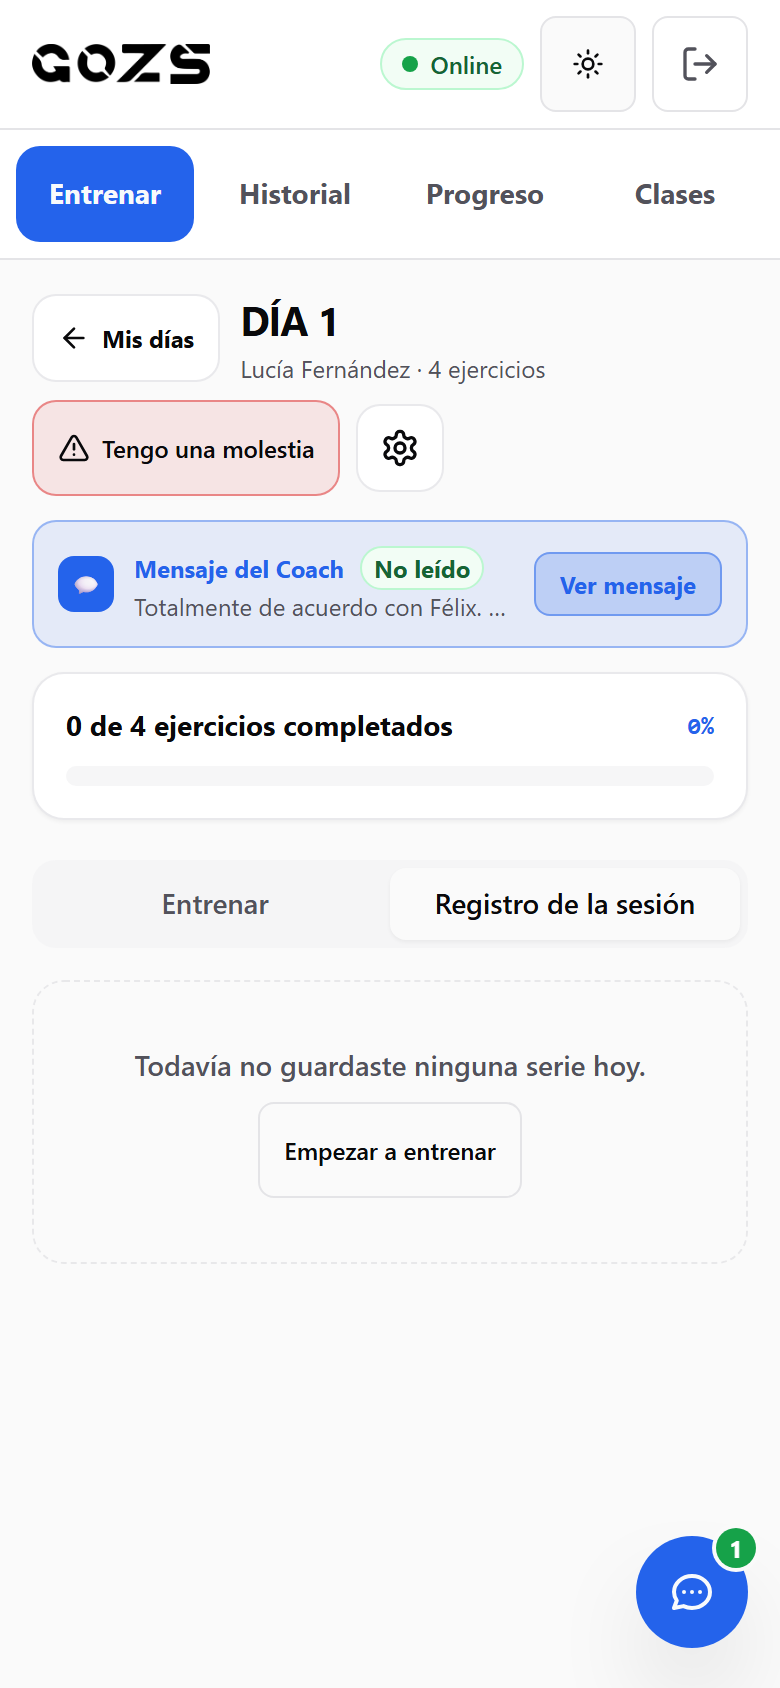 GOZS
Online
Entrenar
Historial
Progreso
Clases
Mis días
DÍA 1
Lucía Fernández · 4 ejercicios
Tengo una molestia
Mensaje del Coach
No leído
Totalmente de acuerdo con Félix. ...
Ver mensaje
0 de 4 ejercicios completados
0%
Entrenar
Registro de la sesión
Todavía no guardaste ninguna serie hoy.
Empezar a entrenar
1